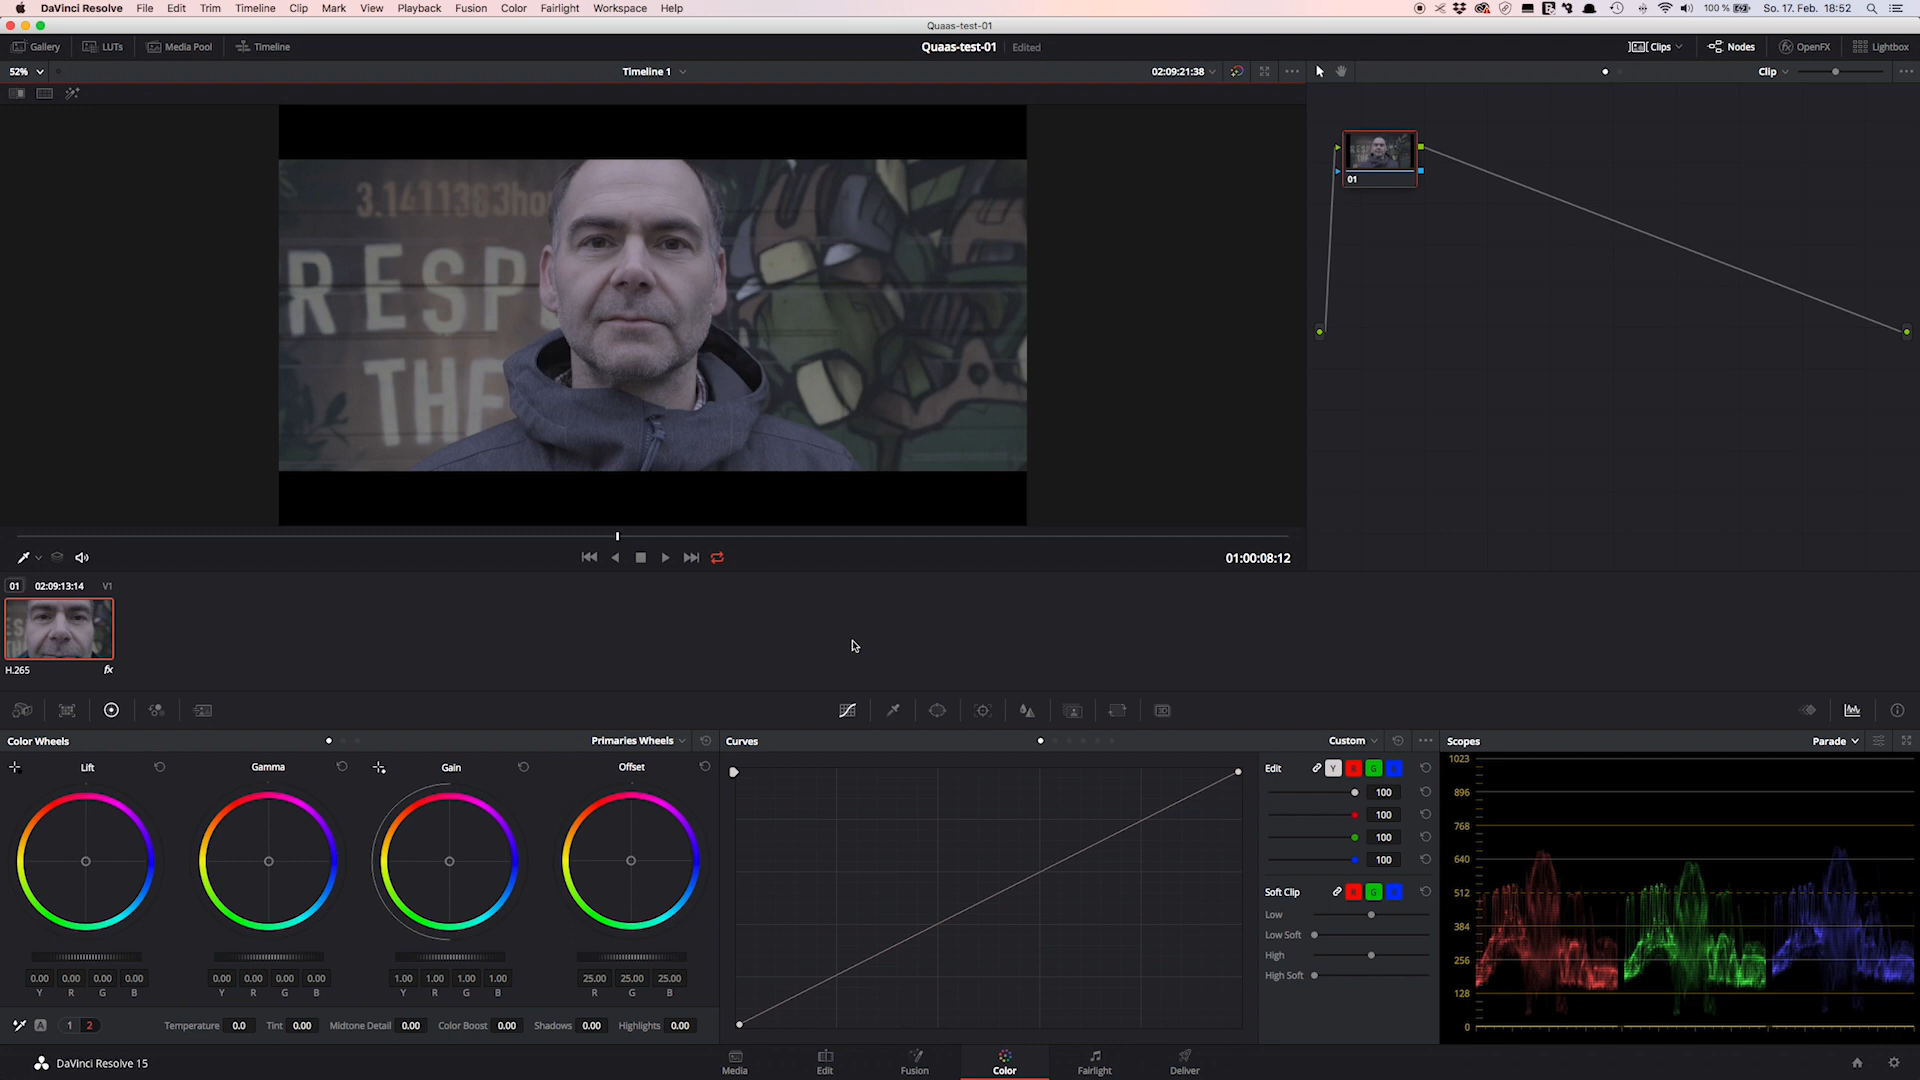 DaVinci Resolve File Edit Trim Timeline Clip Mark View Playback Fusion Color Fairlight Workspace Help 100 % So. 17. Feb. 18:52
Quaas-test-01
Gallery LUTs Media Pool Timeline Quaas-test-01 Edited Clips Nodes OpenFX Lightbox
52% Timeline 1 02:09:21:38 Clip
3.1411383ho
RESP
THE
01
01:00:08:12
01 02:09:13:14 V1
H.265 fx
Color Wheels Primaries Wheels Curves Custom Scopes Parade
Lift Gamma Gain Offset Edit Y R G B
1023
896
768
640
512
384
256
128
0
100
100
100
100
Soft Clip R G B
Low
Low Soft
High
High Soft
0.00 0.00 0.00 0.00 0.00 0.00 0.00 0.00 1.00 1.00 1.00 1.00 25.00 25.00 25.00
Y R G B Y R G B Y R G B R G B
A 1 2 Temperature 0.0 Tint 0.00 Midtone Detail 0.00 Color Boost 0.00 Shadows 0.00 Highlights 0.00
DaVinci Resolve 15 Media Edit Fusion Color Fairlight Deliver